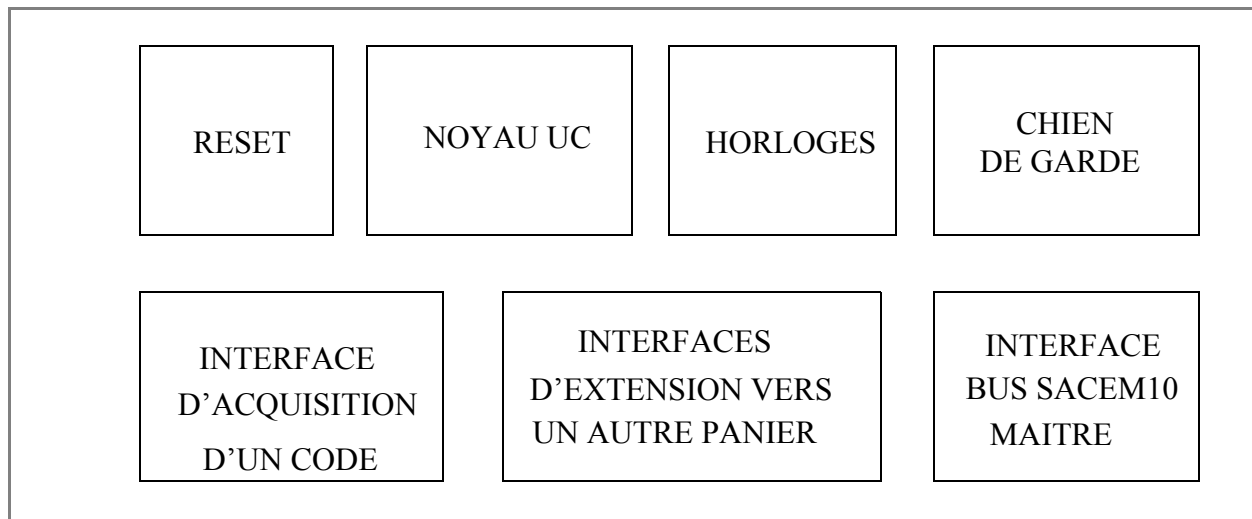 RESET
NOYAU UC
HORLOGES
CHIEN
DE GARDE
INTERFACE
D’ACQUISITION
D’UN CODE
INTERFACES
D’EXTENSION VERS
UN AUTRE PANIER
INTERFACE
BUS SACEM10
MAITRE